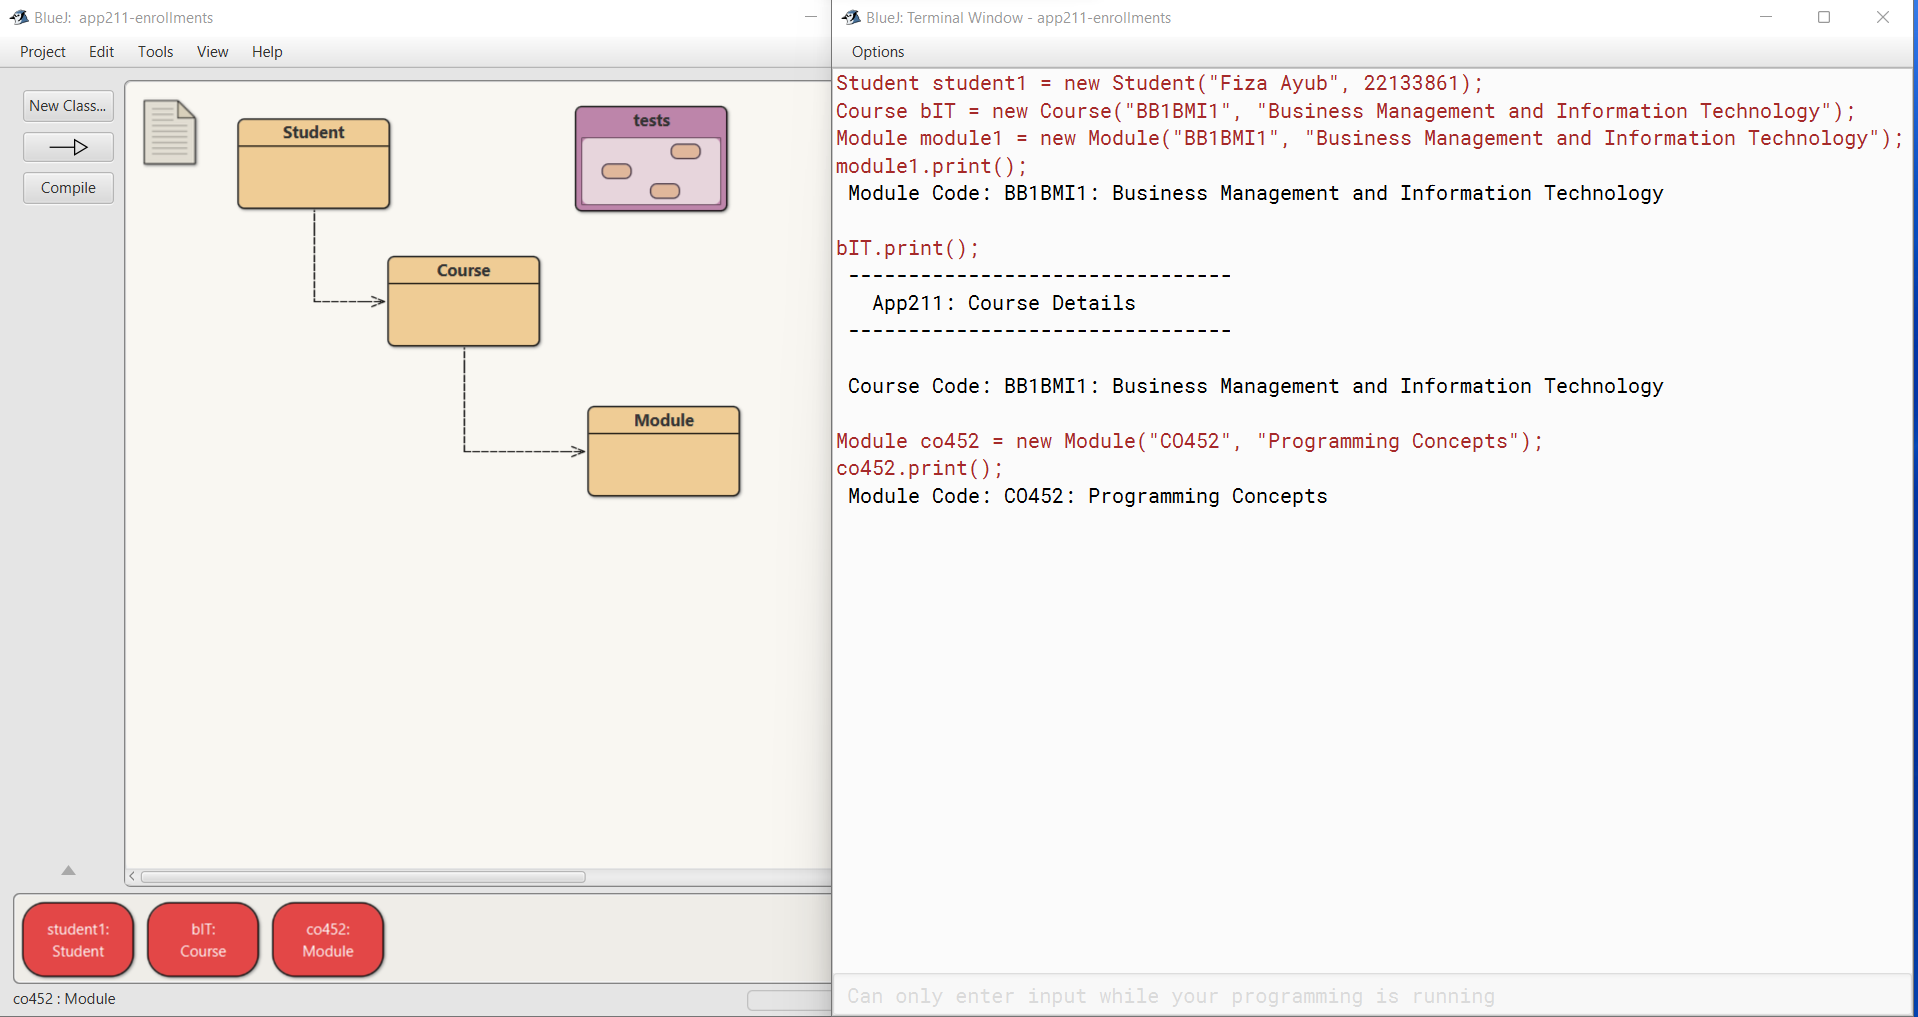 BlueJ: app211-enrollments
Project Edit Tools View Help
New Class...
Compile
Student
tests
Course
Module
student1:
Student
bIT:
Course
co452:
Module
co452 : Module
BlueJ: Terminal Window - app211-enrollments
Options
Student student1 = new Student("Fiza Ayub", 22133861);
Course bIT = new Course("BB1BMI1", "Business Management and Information Technology");
Module module1 = new Module("BB1BMI1", "Business Management and Information Technology");
module1.print();
Module Code: BB1BMI1: Business Management and Information Technology
bIT.print();
--------------------------------
App211: Course Details
--------------------------------
Course Code: BB1BMI1: Business Management and Information Technology
Module co452 = new Module("CO452", "Programming Concepts");
co452.print();
Module Code: CO452: Programming Concepts
Can only enter input while your programming is running